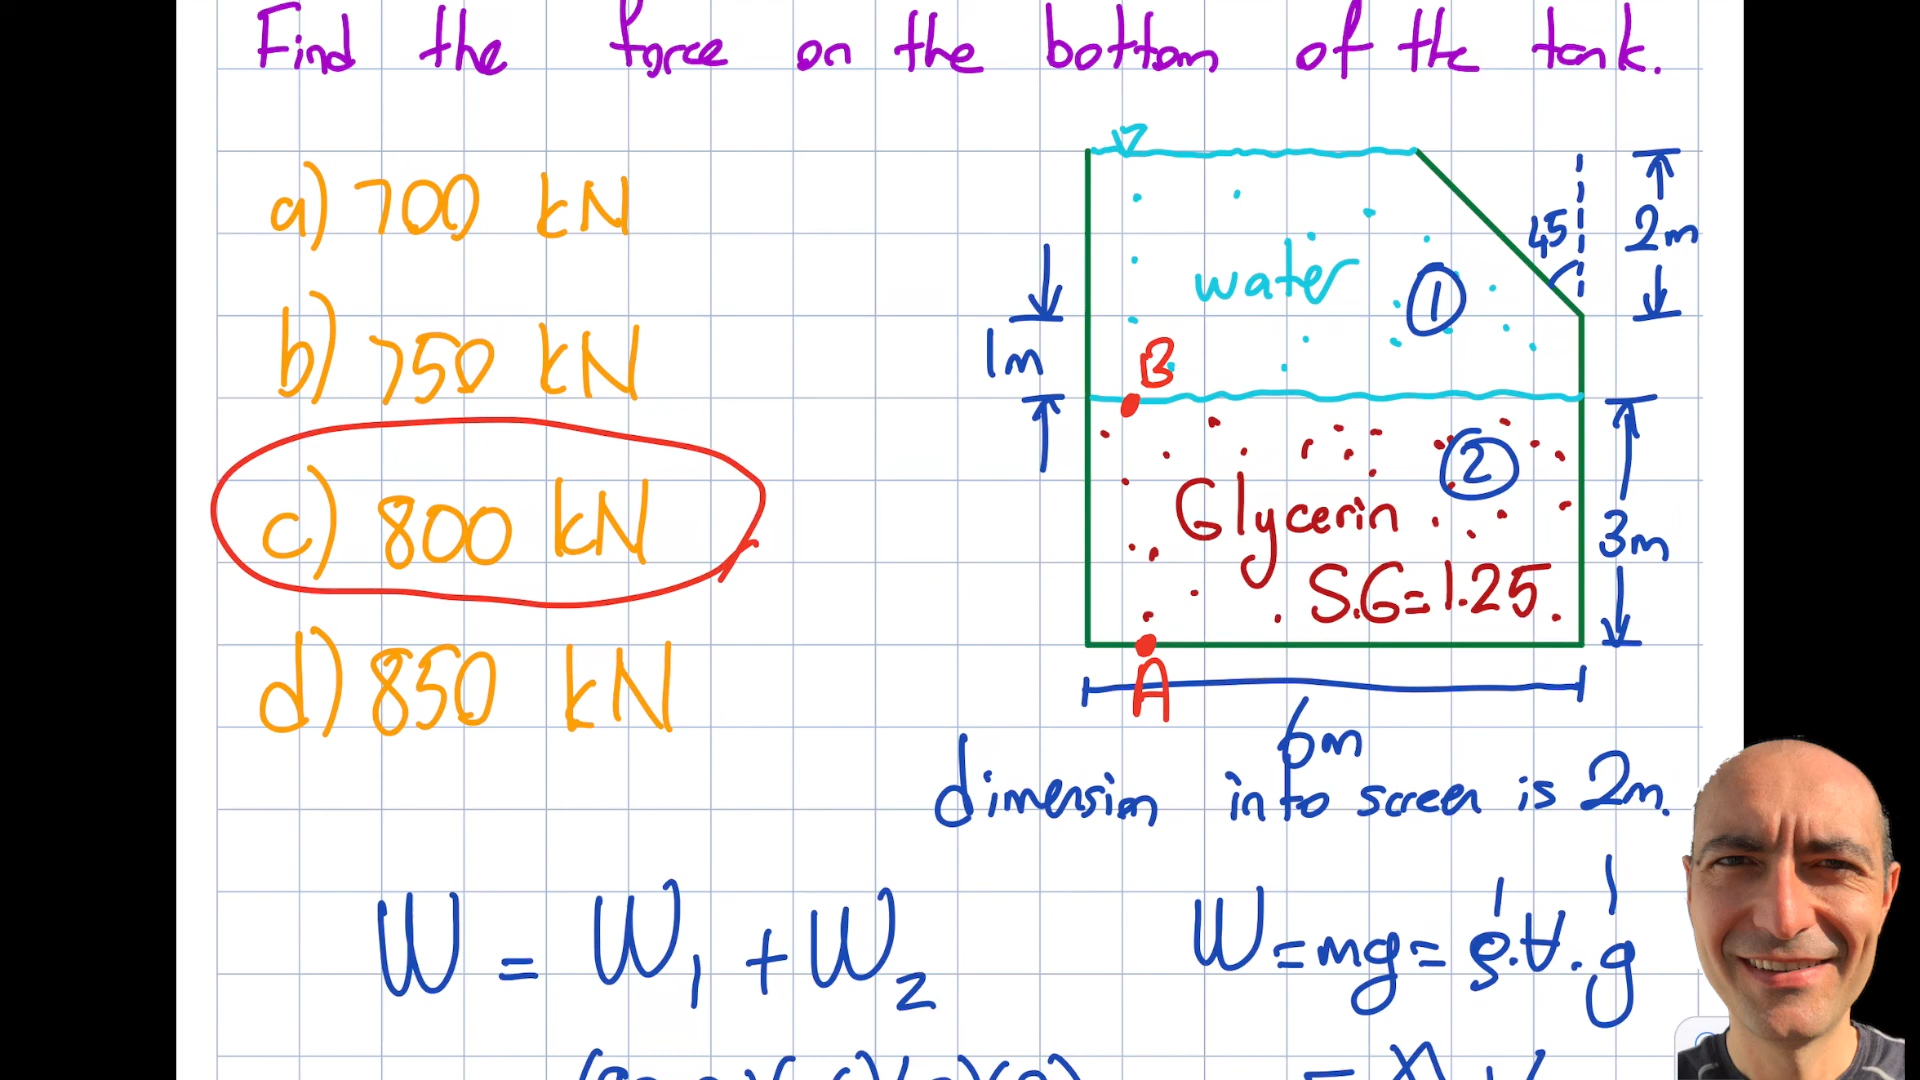 Find the force on the bottom of the tank.
a) 700 kN
b) 750 kN
c) 800 kN
d) 850 kN
45
2m
water
1
1m
B
2
Glycerin
3m
S.G=1.25
A
6m
dimension into screen is 2m.
W = W1 + W2
W=mg=ρ.V.g